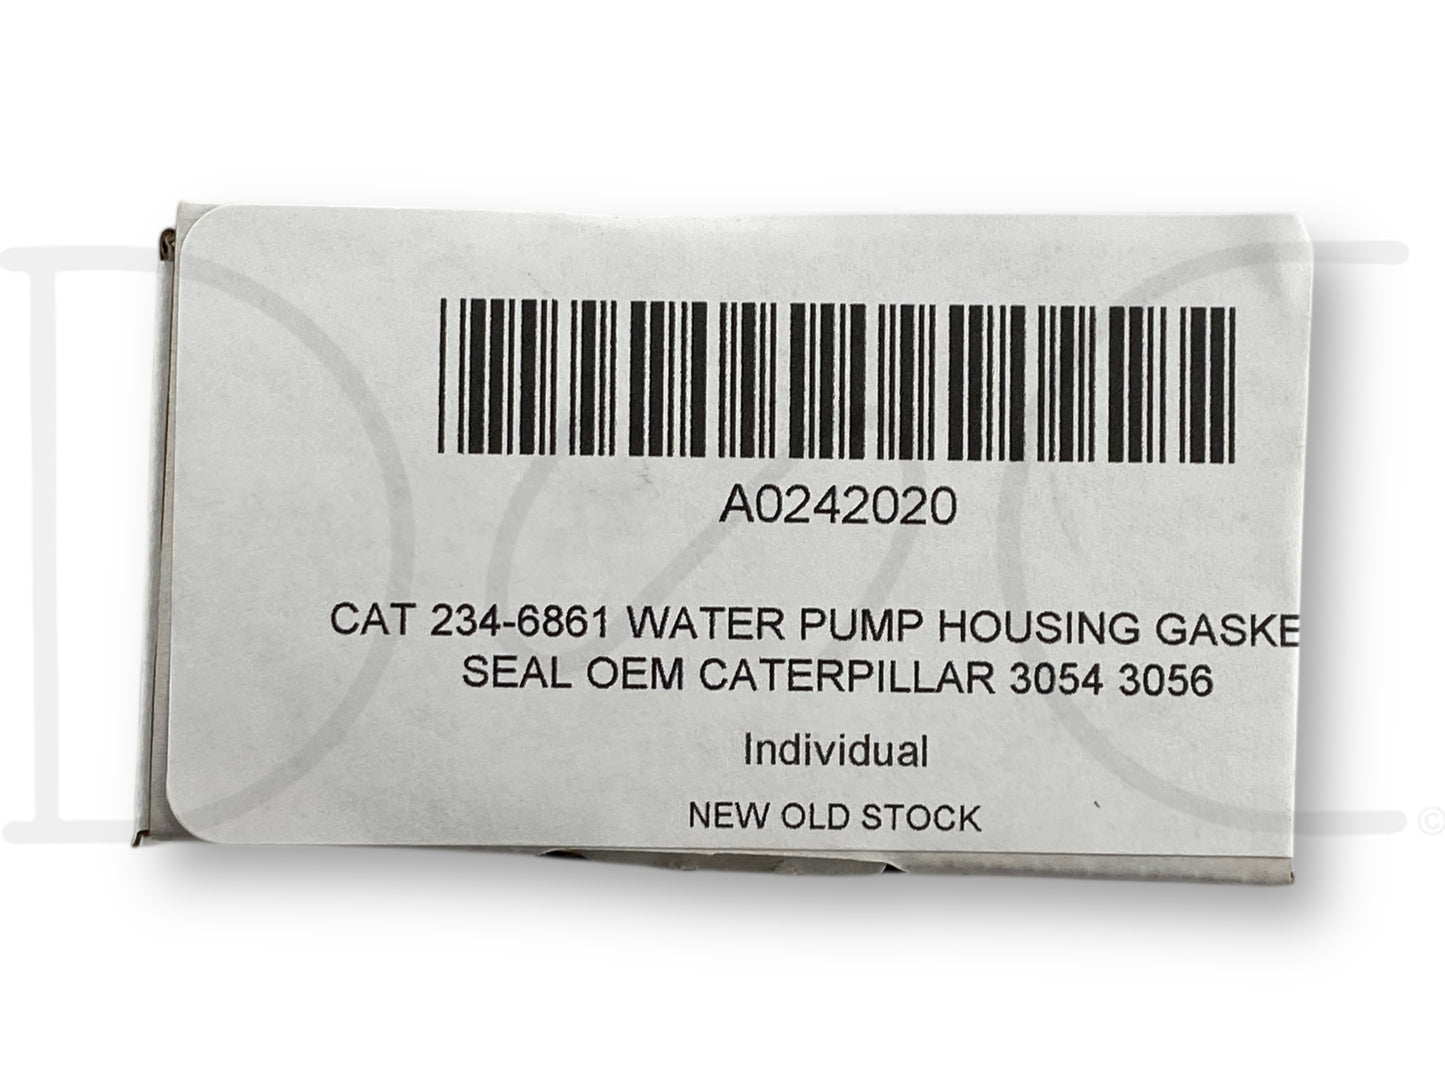 A0242020
CAT 234-6861 WATER PUMP HOUSING GASKE
SEAL OEM CATERPILLAR 3054 3056
Individual
NEW OLD STOCK
©